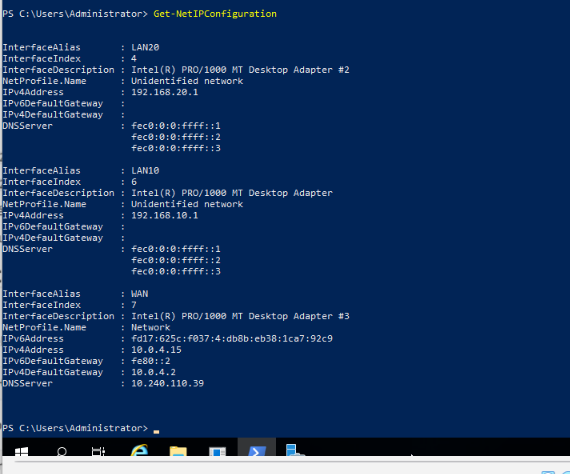 PS C:\Users\Administrator> Get-NetIPConfiguration
InterfaceAlias : LAN20
InterfaceIndex : 4
InterfaceDescription : Intel(R) PRO/1000 MT Desktop Adapter #2
NetProfile.Name : Unidentified network
IPv4Address : 192.168.20.1
IPv6DefaultGateway :
IPv4DefaultGateway :
DNSServer : fec0:0:0:ffff::1
fec0:0:0:ffff::2
fec0:0:0:ffff::3
InterfaceAlias : LAN10
InterfaceIndex : 6
InterfaceDescription : Intel(R) PRO/1000 MT Desktop Adapter
NetProfile.Name : Unidentified network
IPv4Address : 192.168.10.1
IPv6DefaultGateway :
IPv4DefaultGateway :
DNSServer : fec0:0:0:ffff::1
fec0:0:0:ffff::2
fec0:0:0:ffff::3
InterfaceAlias : WAN
InterfaceIndex : 7
InterfaceDescription : Intel(R) PRO/1000 MT Desktop Adapter #3
NetProfile.Name : Network
IPv6Address : fd17:625c:f037:4:db8b:eb38:1ca7:92c9
IPv4Address : 10.0.4.15
IPv6DefaultGateway : fe80::2
IPv4DefaultGateway : 10.0.4.2
DNSServer : 10.240.110.39
PS C:\Users\Administrator>